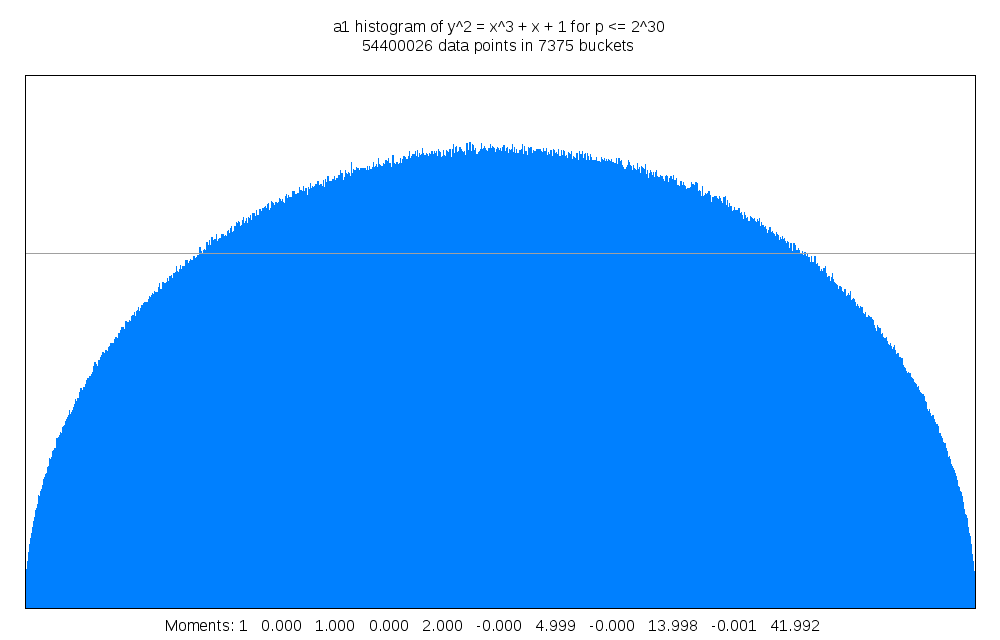 a1 histogram of y^2 = x^3 + x + 1 for p <= 2^30
54400026 data points in 7375 buckets
Moments: 1 0.000 1.000 0.000 2.000 -0.000 4.999 -0.000 13.998 -0.001 41.992